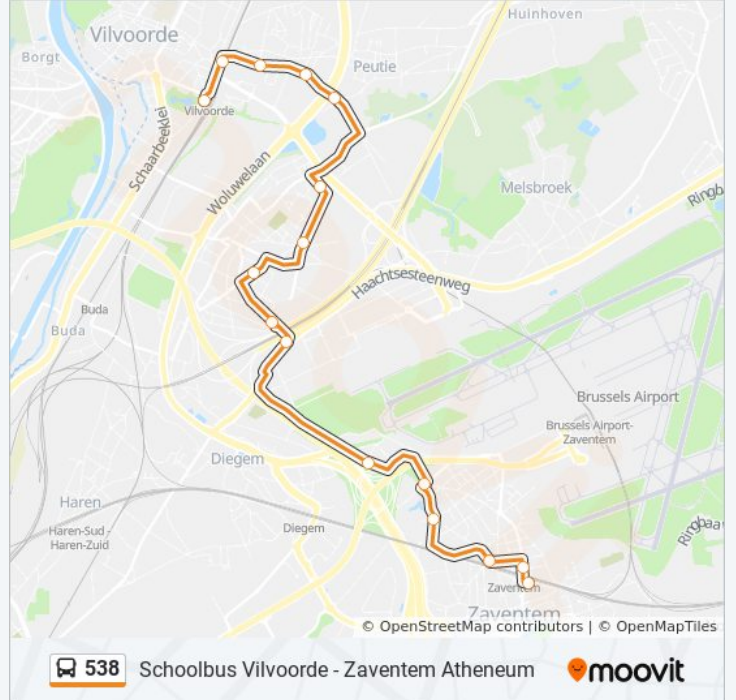 Huinhoven
Vilvoorde
Borgt
Peutie
Vilvoorde
Schaarbeeklei
Woluwelaan
Melsbroek
Ringb
Haachtsesteenweg
Buda
Buda
Brussels Airport
Brussels Airport-
Zaventem
Diegem
Haren
Haren-Sud -
Haren-Zuid
Diegem
Zaventem
Zaventem
© OpenStreetMap contributors | © OpenMapTiles
538 Schoolbus Vilvoorde - Zaventem Atheneum moovit